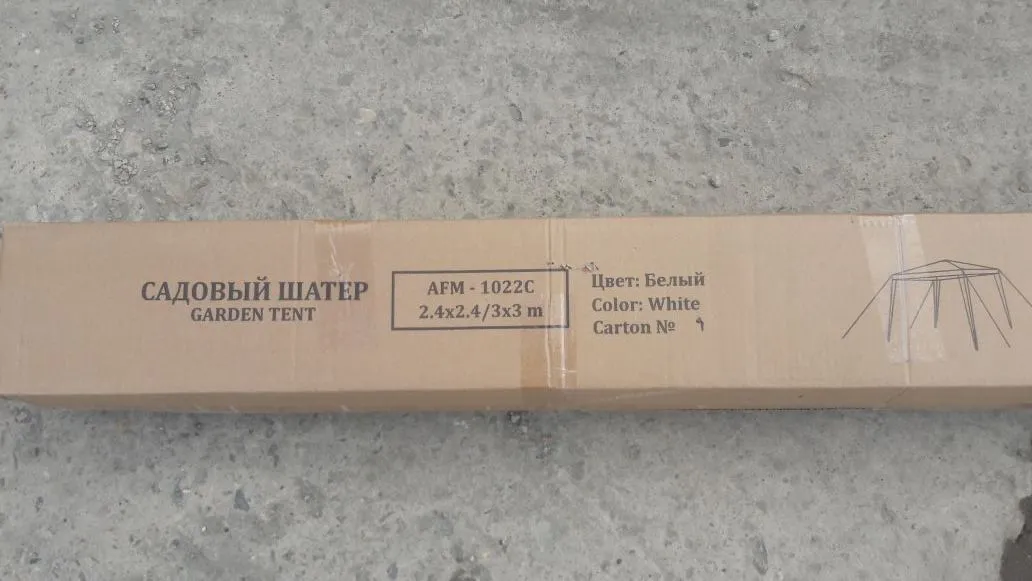 САДОВЫЙ ШАТЕР
GARDEN TENT
AFM - 1022C
2.4x2.4/3x3 m
Цвет: Белый
Color: White
Carton №